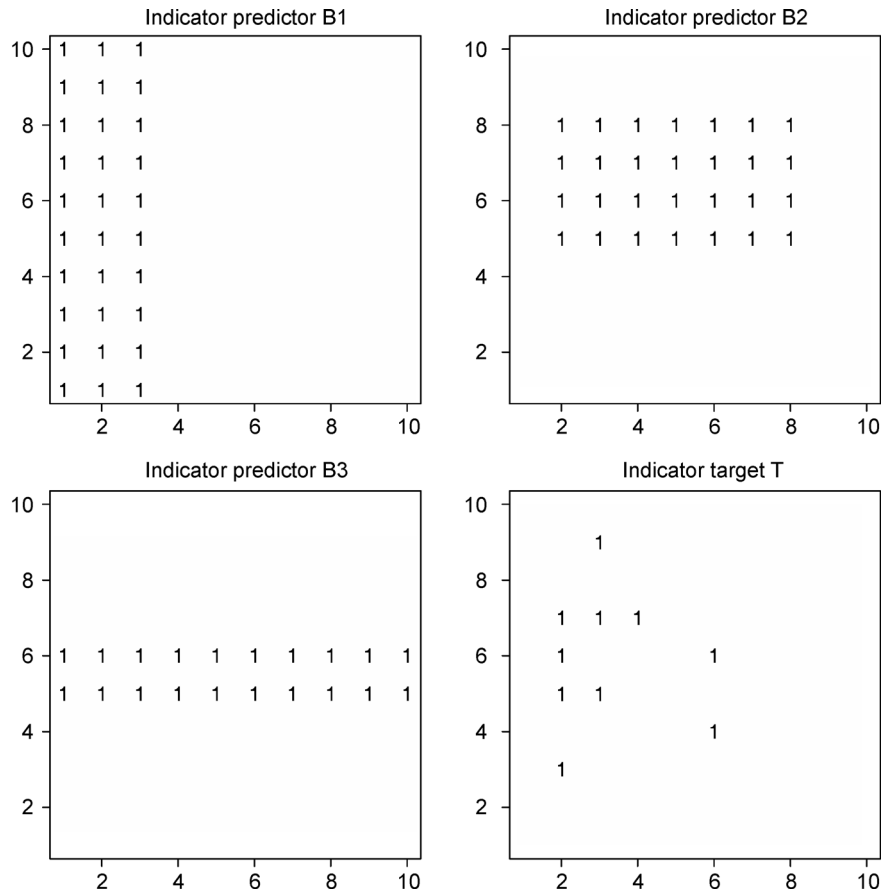 Indicator predictor B1
10 1 1 1
1 1 1
8 1 1 1
1 1 1
6 1 1 1
1 1 1
4 1 1 1
1 1 1
2 1 1 1
1 1 1
2 4 6 8 10
Indicator predictor B2
10
8 1 1 1 1 1 1 1
1 1 1 1 1 1 1
6 1 1 1 1 1 1 1
1 1 1 1 1 1 1
4
2
2 4 6 8 10
Indicator predictor B3
10
8
6 1 1 1 1 1 1 1 1 1 1
1 1 1 1 1 1 1 1 1 1
4
2
2 4 6 8 10
Indicator target T
10
1
8
1 1 1
6 1 1
1 1
4 1
1
2
2 4 6 8 10